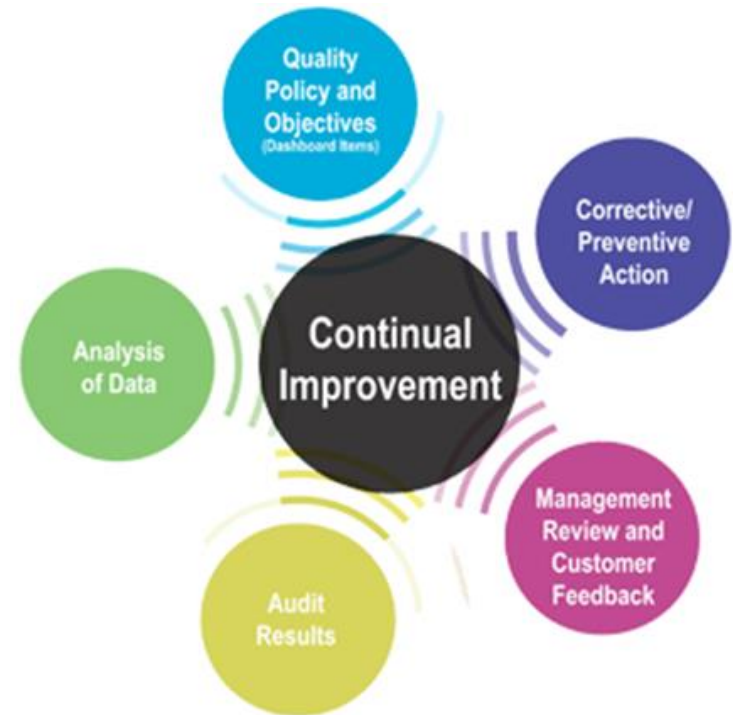 Quality
Policy and
Objectives
(Dashboard Items)
Corrective/
Preventive
Action
Continual
Improvement
Analysis
of Data
Management
Review and
Customer
Feedback
Audit
Results